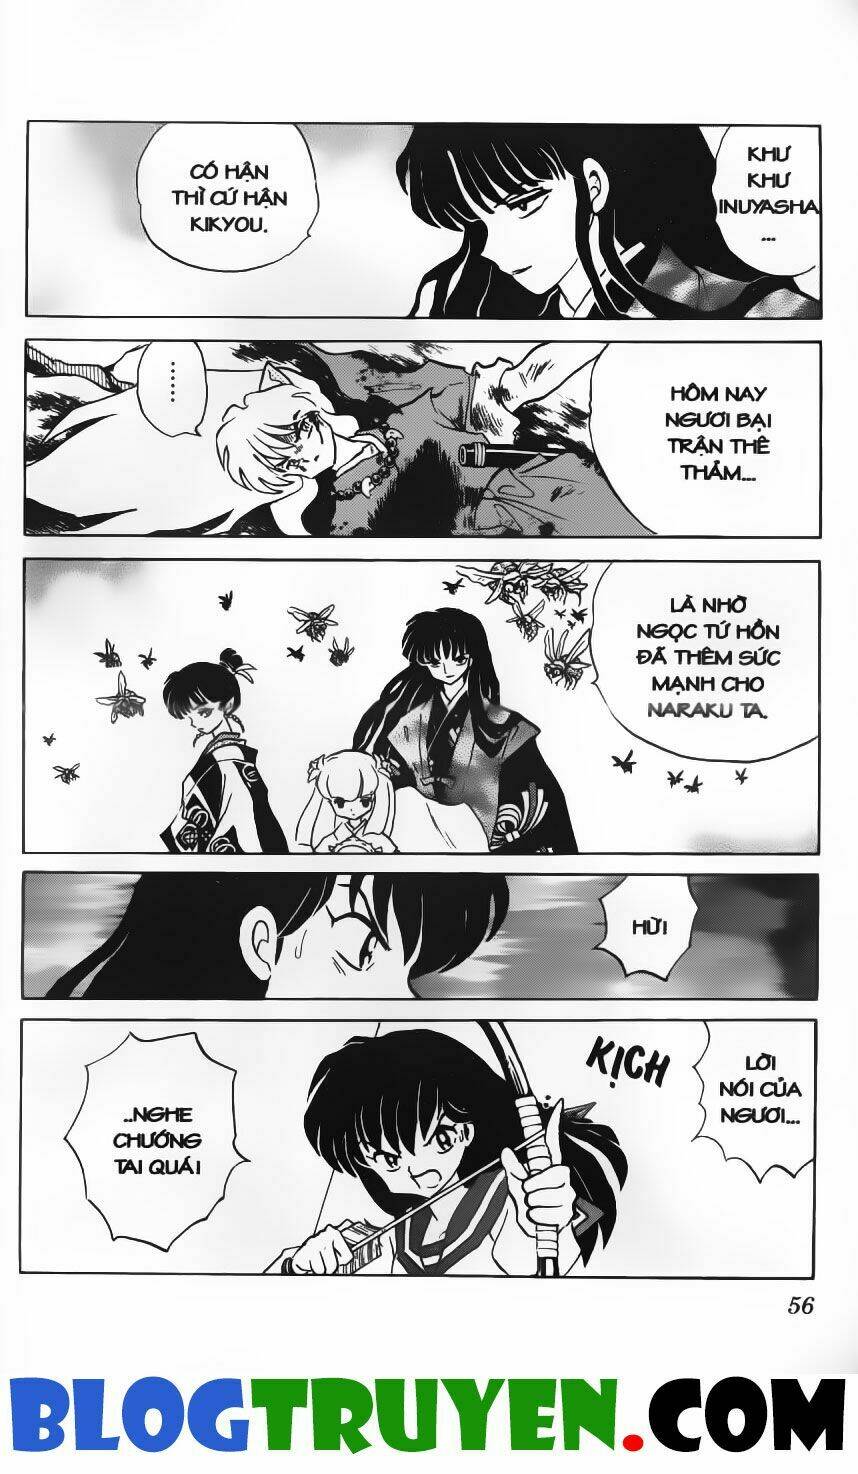 KHƯ
KHƯ
INUYASHA
...
CÓ HẬN
THÌ CỨ HẬN
KIKYOU.
......
HÔM NAY
NGƯƠI BẠI
TRẬN THÊ
THẢM...
LÀ NHỜ
NGỌC TỨ HỒN
ĐÃ THÊM SỨC
MẠNH CHO
NARAKU TA.
HỪ!
LỜI
NÓI CỦA
NGƯƠI...
KỊCH
..NGHE
CHƯỚNG
TAI QUÁ!
56
BLOGTRUYEN.COM